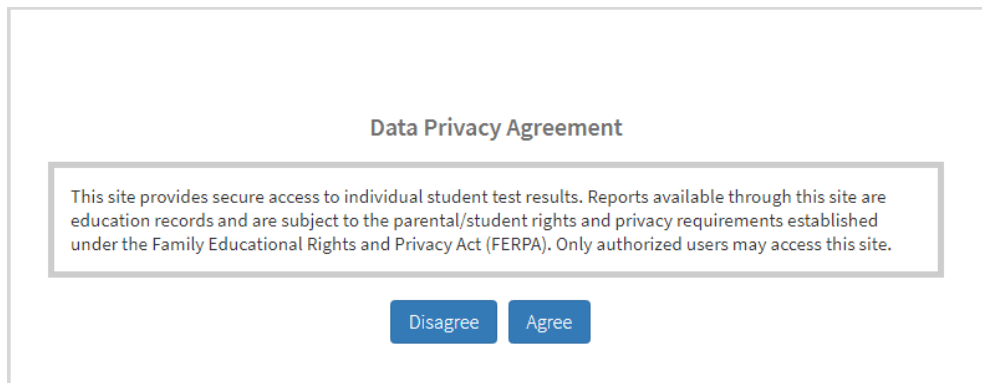 Data Privacy Agreement
This site provides secure access to individual student test results. Reports available through this site are
education records and are subject to the parental/student rights and privacy requirements established
under the Family Educational Rights and Privacy Act (FERPA). Only authorized users may access this site.
Disagree Agree